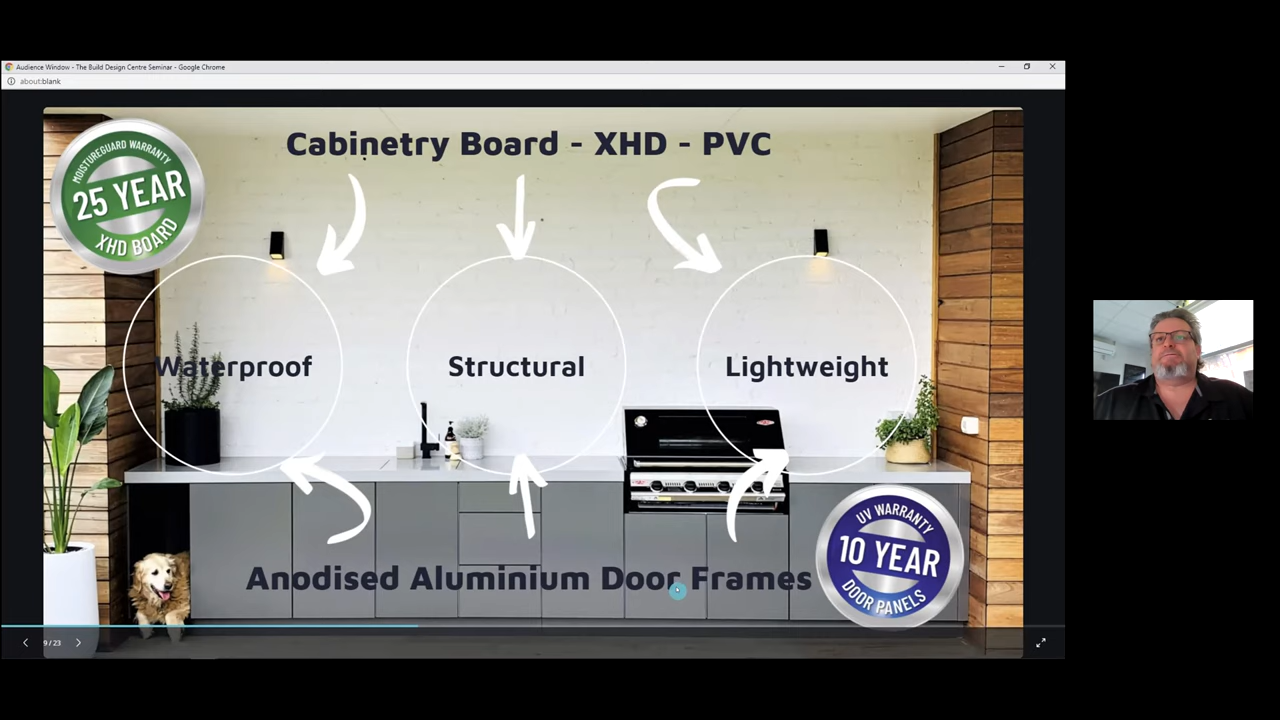 Audience Window - The Build Design Centre Seminar - Google Chrome
about:blank
Cabinetry Board - XHD - PVC
MOISTUREGUARD WARRANTY
25 YEAR
XHD BOARD
Waterproof
Structural
Lightweight
UV WARRANTY
10 YEAR
DOOR PANELS
Anodised Aluminium Door Frames
9 / 23